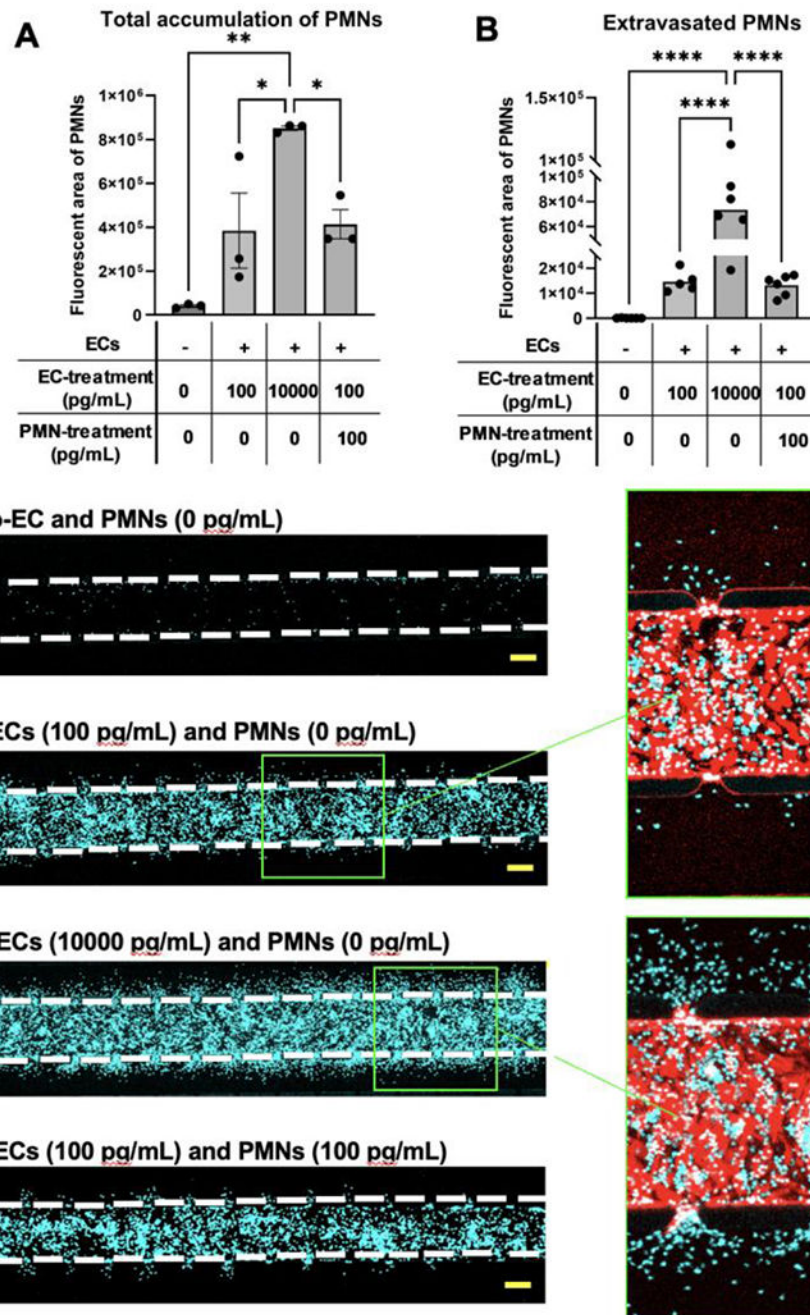 A
Total accumulation of PMNs
**
*
*
Fluorescent area of PMNs
1×10⁶
8×10⁵
6×10⁵
4×10⁵
2×10⁵
0
ECs - + + +
EC-treatment (pg/mL) 0 100 10000 100
PMN-treatment (pg/mL) 0 0 0 100
B
Extravasated PMNs
****
****
****
Fluorescent area of PMNs
1.5×10⁵
1×10⁵
1×10⁵
8×10⁴
6×10⁴
2×10⁴
1×10⁴
0
ECs - + + +
EC-treatment (pg/mL) 0 100 10000 100
PMN-treatment (pg/mL) 0 0 0 100
-EC and PMNs (0 pg/mL)
ECs (100 pg/mL) and PMNs (0 pg/mL)
ECs (10000 pg/mL) and PMNs (0 pg/mL)
ECs (100 pg/mL) and PMNs (100 pg/mL)